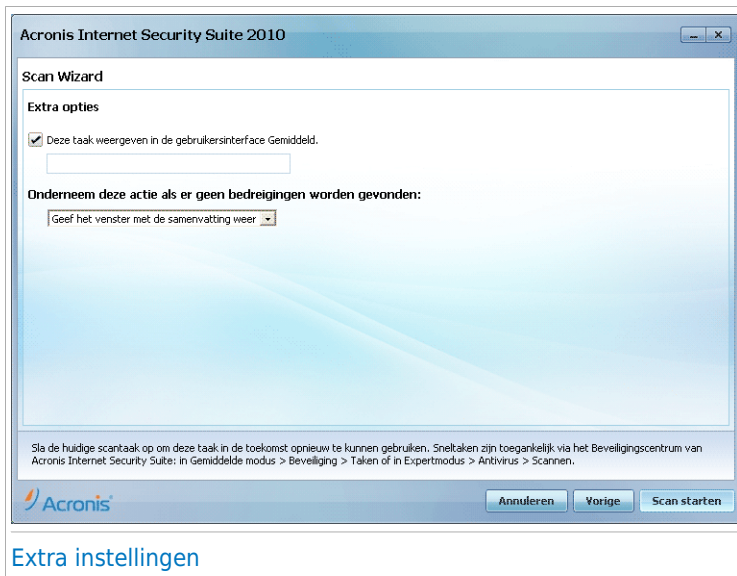 Acronis Internet Security Suite 2010
Scan Wizard
Extra opties
Deze taak weergeven in de gebruikersinterface Gemiddeld.
Onderneem deze actie als er geen bedreigingen worden gevonden:
Geef het venster met de samenvatting weer
Sla de huidige scantaak op om deze taak in de toekomst opnieuw te kunnen gebruiken. Sneltaken zijn toegankelijk via het Beveiligingscentrum van
Acronis Internet Security Suite: in Gemiddelde modus > Beveiliging > Taken of in Expertmodus > Antivirus > Scannen.
Acronis
Annuleren Vorige Scan starten
Extra instellingen